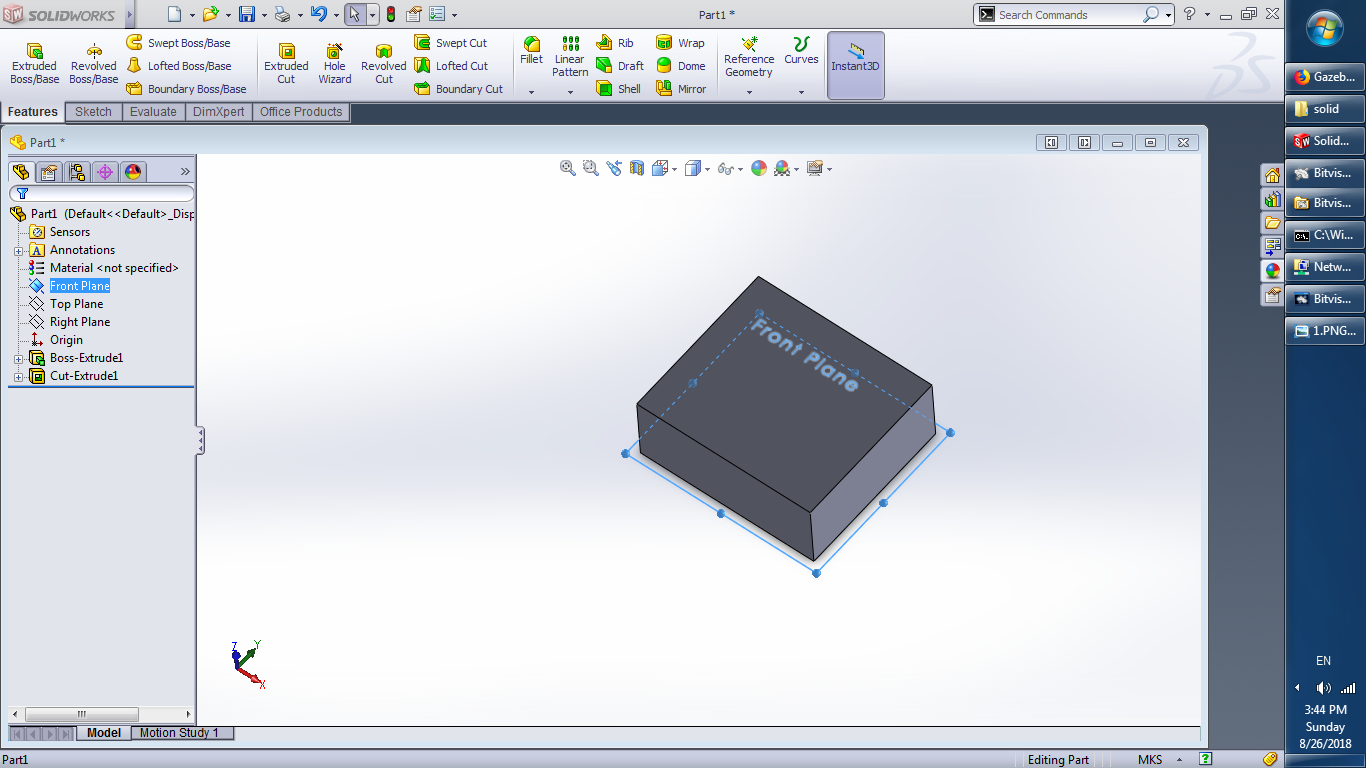 SOLIDWORKS
Part1 *
Search Commands
Extruded Boss/Base
Revolved Boss/Base
Swept Boss/Base
Lofted Boss/Base
Boundary Boss/Base
Extruded Cut
Hole Wizard
Revolved Cut
Swept Cut
Lofted Cut
Boundary Cut
Fillet
Linear Pattern
Rib
Draft
Shell
Wrap
Dome
Mirror
Reference Geometry
Curves
Instant3D
Features
Sketch
Evaluate
DimXpert
Office Products
Part1 *
Part1 (Default<<Default>_Disp
Sensors
Annotations
Material <not specified>
Front Plane
Top Plane
Right Plane
Origin
Boss-Extrude1
Cut-Extrude1
Front Plane
Z
Y
X
Model
Motion Study 1
Part1
Editing Part
MKS
Gazeb...
solid
Solid...
Bitvis...
Bitvis...
C:\Wi...
Netw...
Bitvis...
1.PNG...
EN
3:44 PM
Sunday
8/26/2018